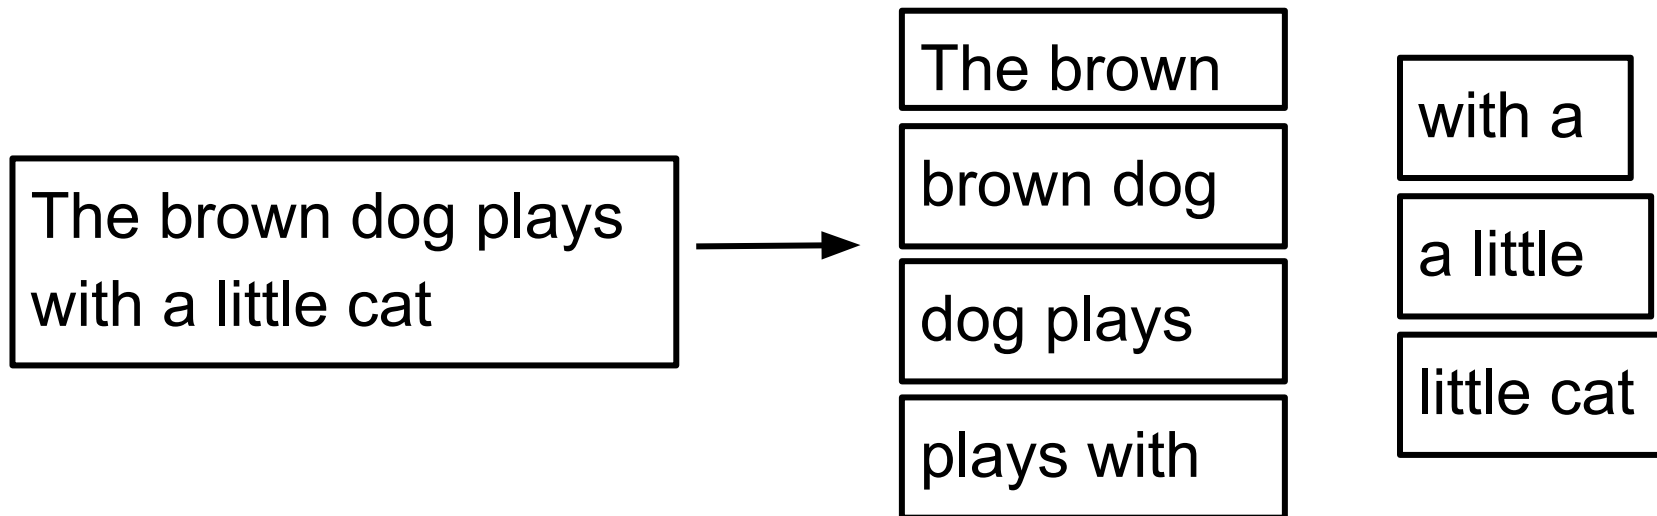 The brown dog plays
with a little cat
The brown
brown dog
dog plays
plays with
with a
a little
little cat